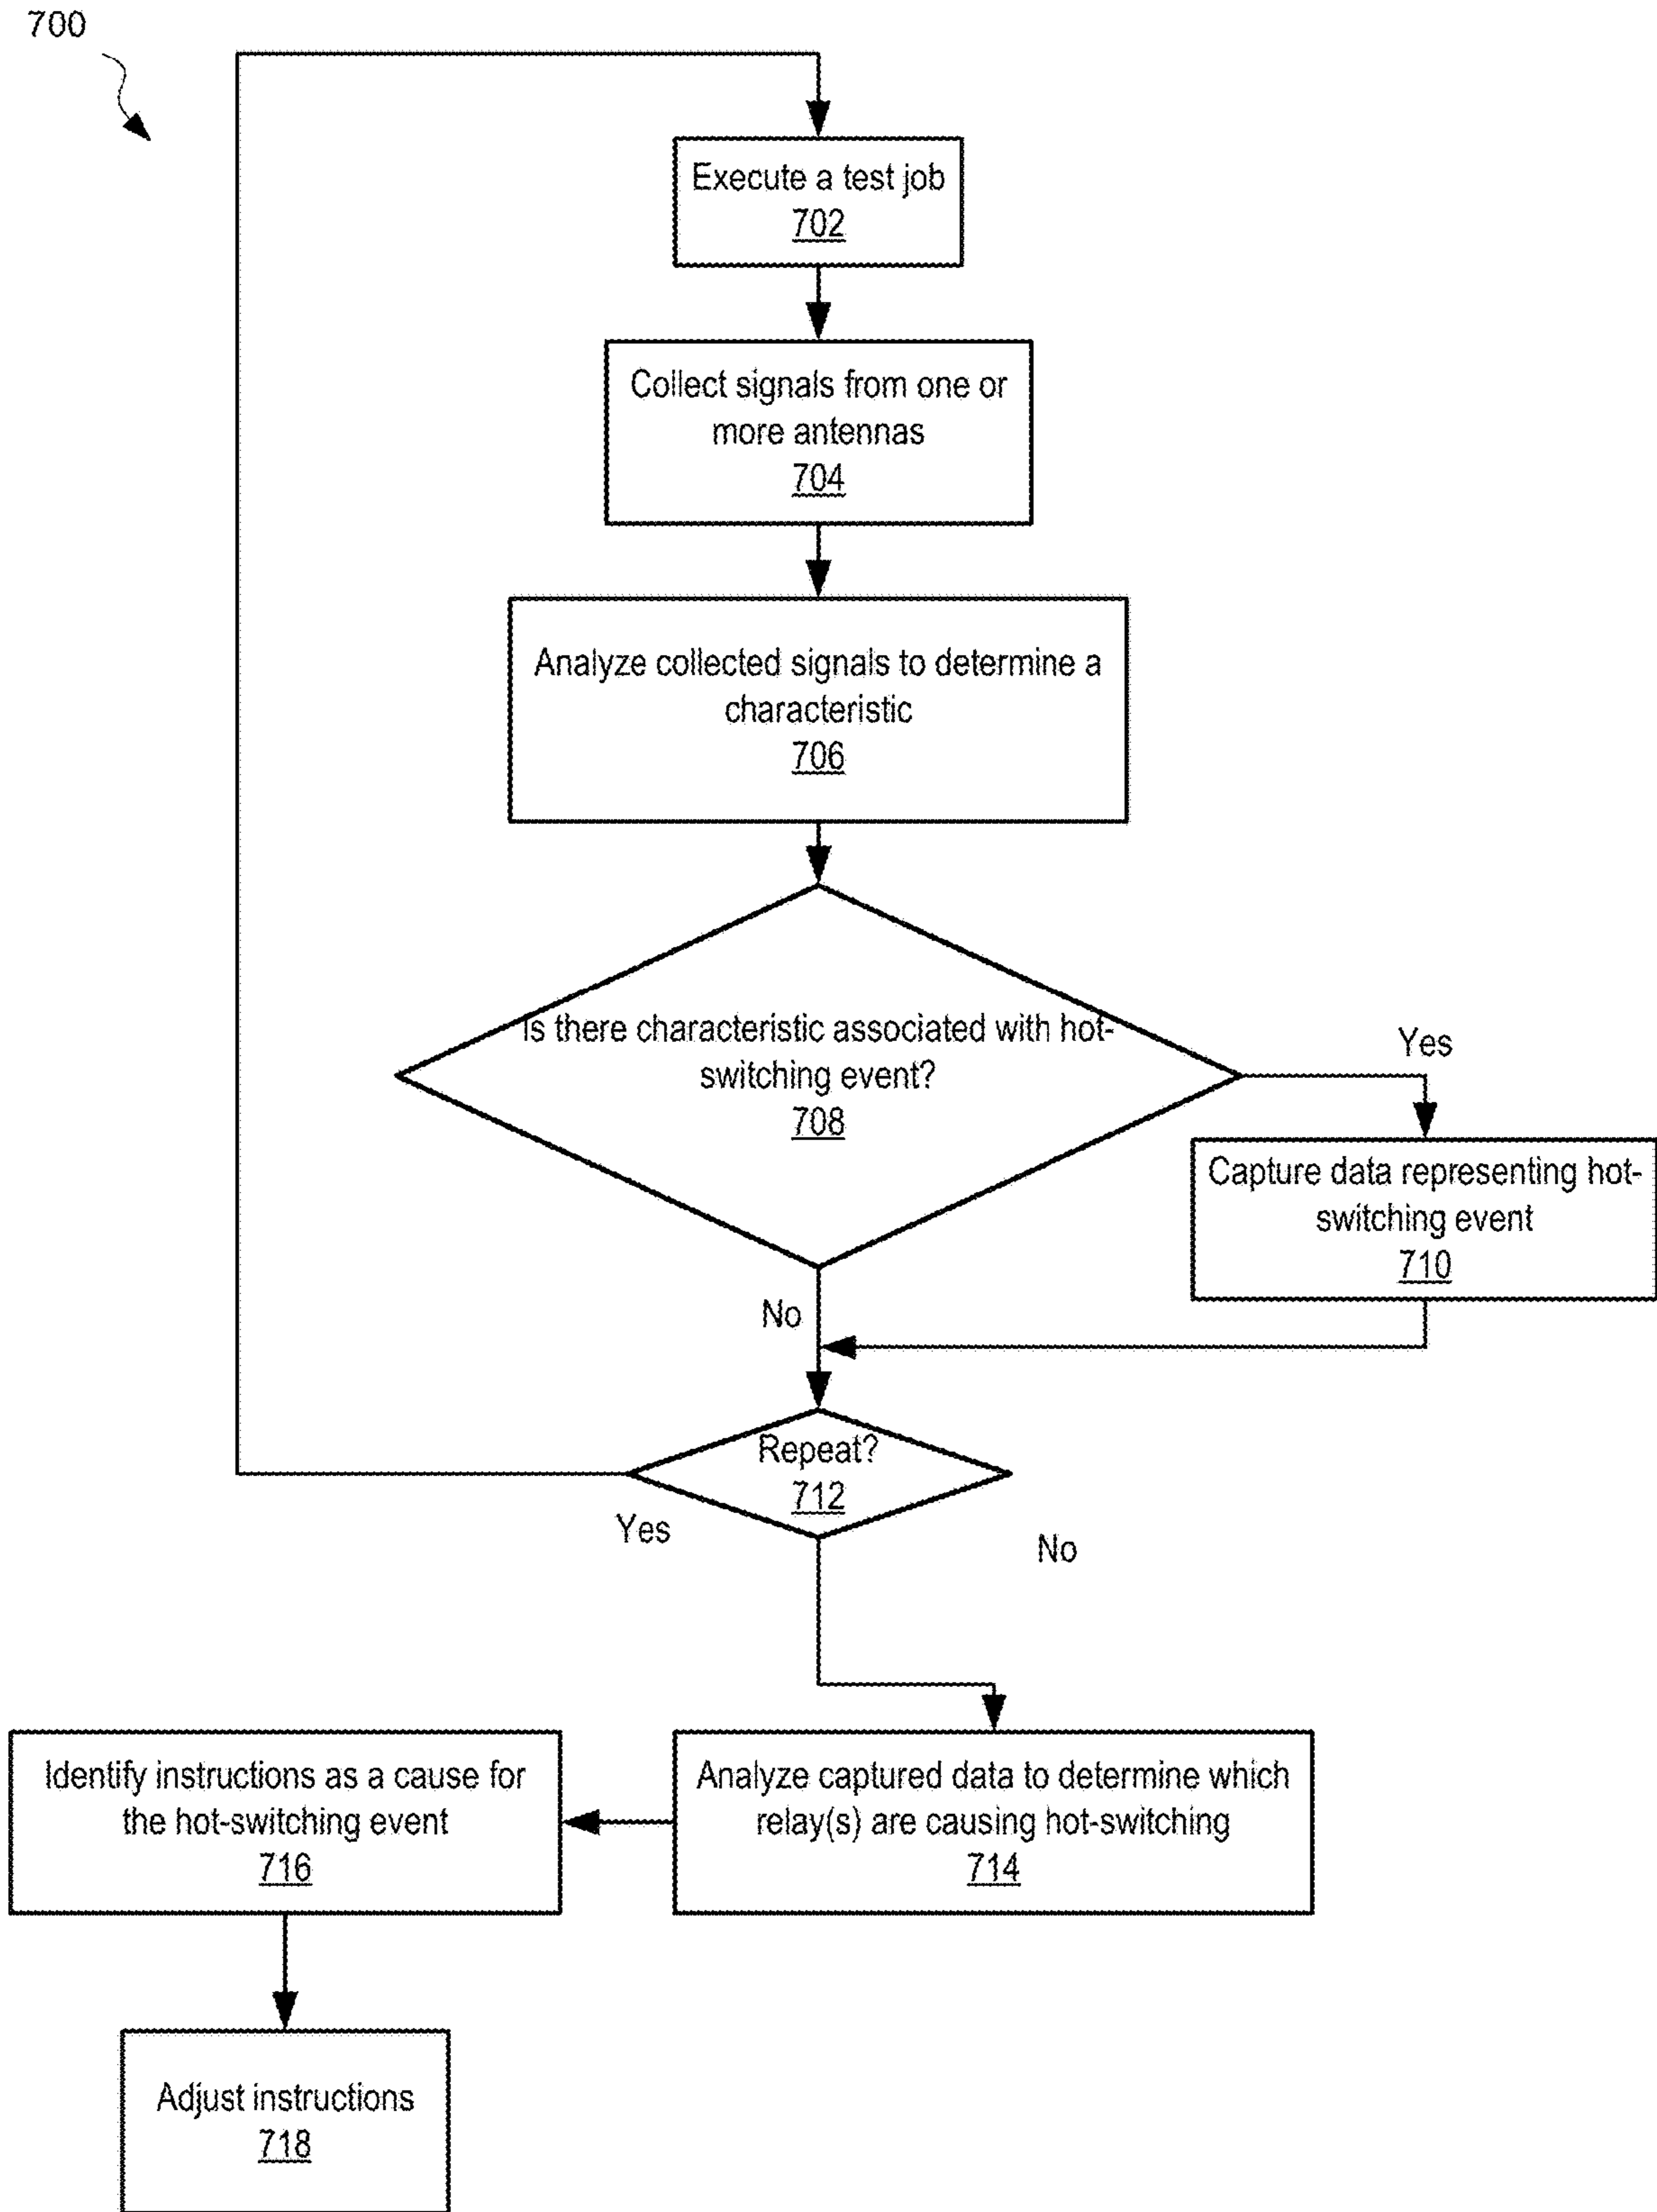 700
Execute a test job
702
Collect signals from one or
more antennas
704
Analyze collected signals to determine a
characteristic
706
Is there characteristic associated with hot-
switching event?
708
Yes
Capture data representing hot-
switching event
710
No
Repeat?
712
Yes
No
Identify instructions as a cause for
the hot-switching event
716
Analyze captured data to determine which
relay(s) are causing hot-switching
714
Adjust instructions
718